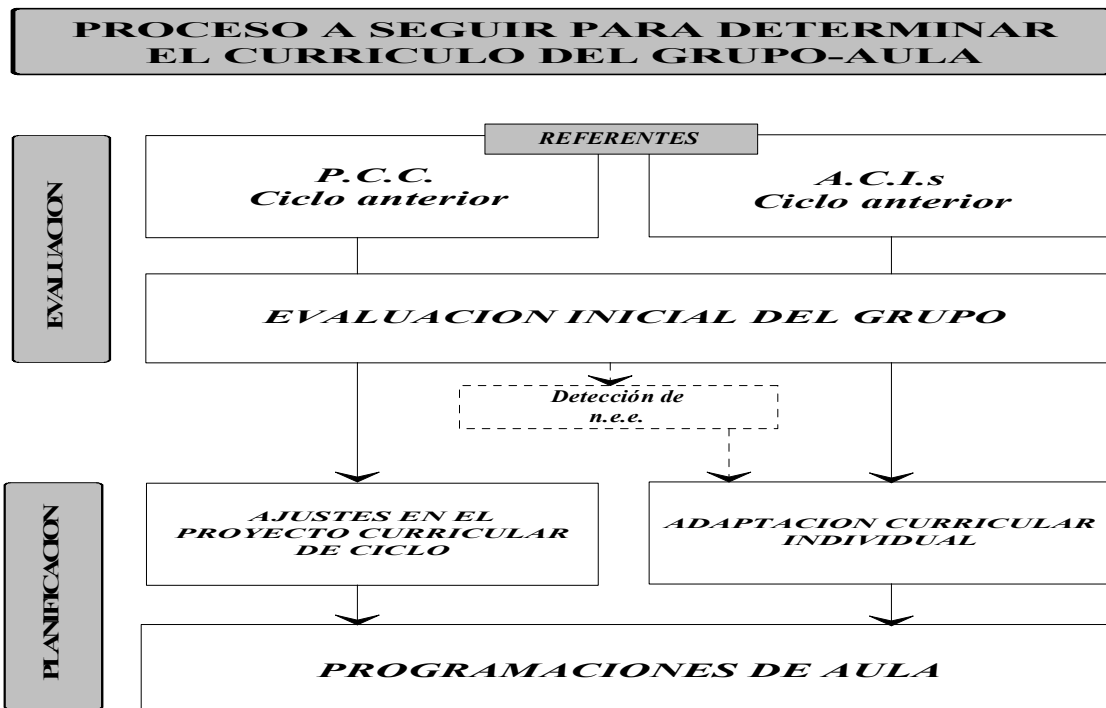 PROCESO A SEGUIR PARA DETERMINAR
EL CURRICULO DEL GRUPO-AULA
EVALUACION
REFERENTES
P.C.C.
Ciclo anterior
A.C.I.s
Ciclo anterior
EVALUACION INICIAL DEL GRUPO
Detección de
n.e.e.
PLANIFICACION
AJUSTES EN EL
PROYECTO CURRICULAR
DE CICLO
ADAPTACION CURRICULAR
INDIVIDUAL
PROGRAMACIONES DE AULA